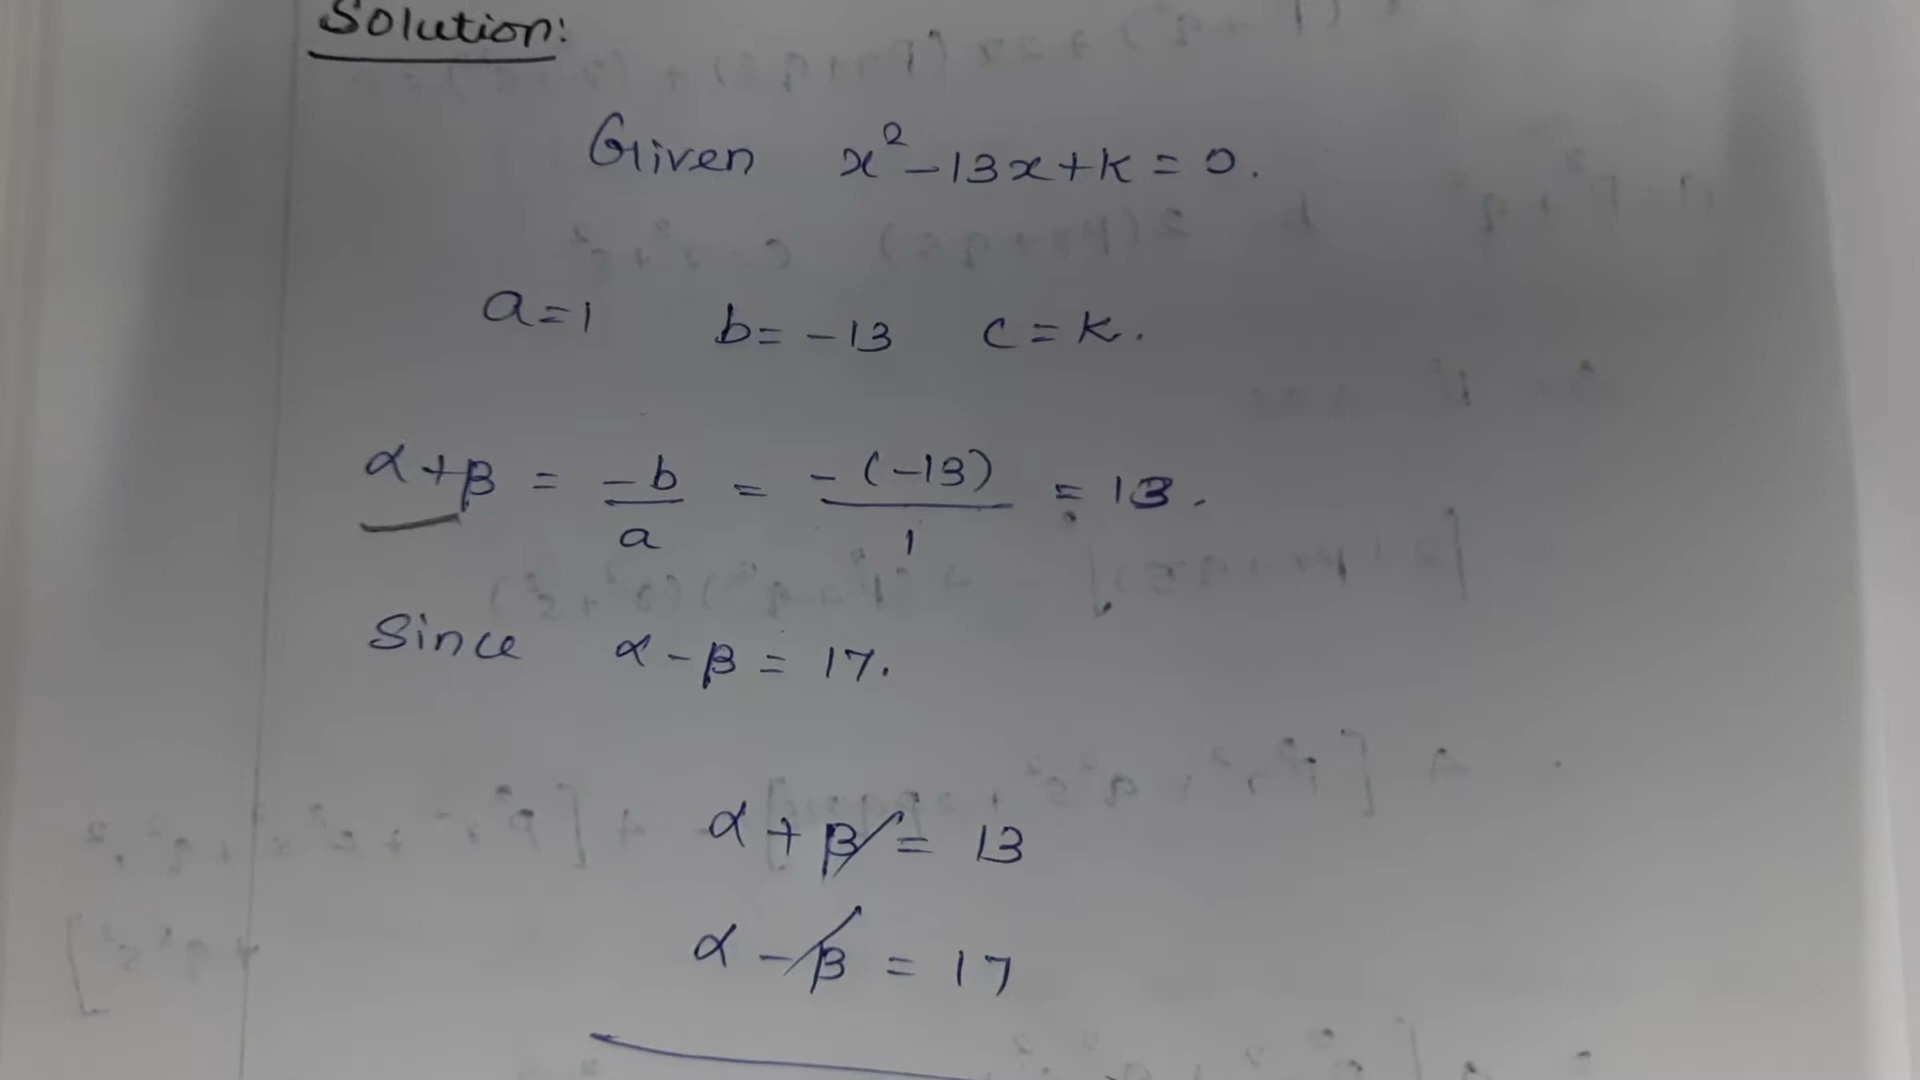 Solution:
Given x² - 13x + k = 0.
a = 1 b = -13 c = k.
α + β = -b/a = -(-13)/1 = 13.
Since α - β = 17.
α + β = 13
α - β = 17